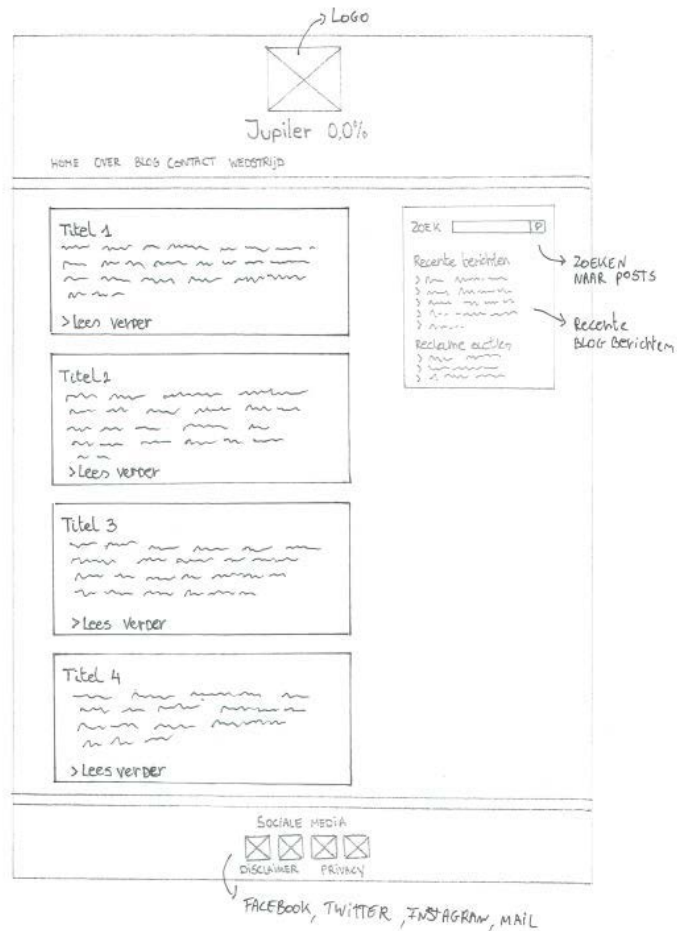 LOGO
Jupiler 0,0%
HOME OVER BLOG CONTACT WEDSTRIJD
Titel 1
> Lees verder
Titel 2
> Lees verder
Titel 3
> Lees verder
Titel 4
> Lees verder
ZOEK
Recente berichten
Reclame acties
ZOEKEN
NAAR POSTS
Recente
BLOG Berichten
SOCIALE MEDIA
DISCLAIMER PRIVACY
FACEBOOK, TWITTER, INSTAGRAM, MAIL